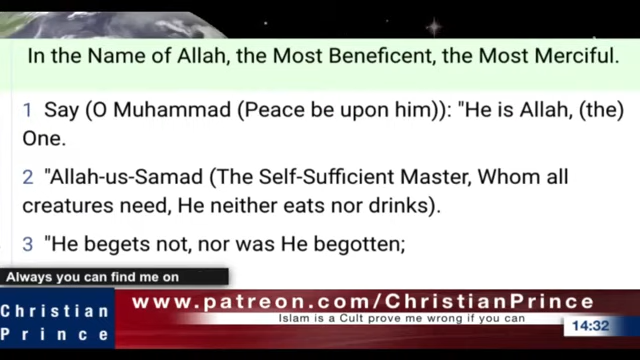 In the Name of Allah, the Most Beneficent, the Most Merciful.
1 Say (O Muhammad (Peace be upon him)): "He is Allah, (the)
One.
2 "Allah-us-Samad (The Self-Sufficient Master, Whom all
creatures need, He neither eats nor drinks).
3 "He begets not, nor was He begotten;
Always you can find me on
Christian
Prince
www.patreon.com/ChristianPrince
Islam is a Cult prove me wrong if you can
14:32